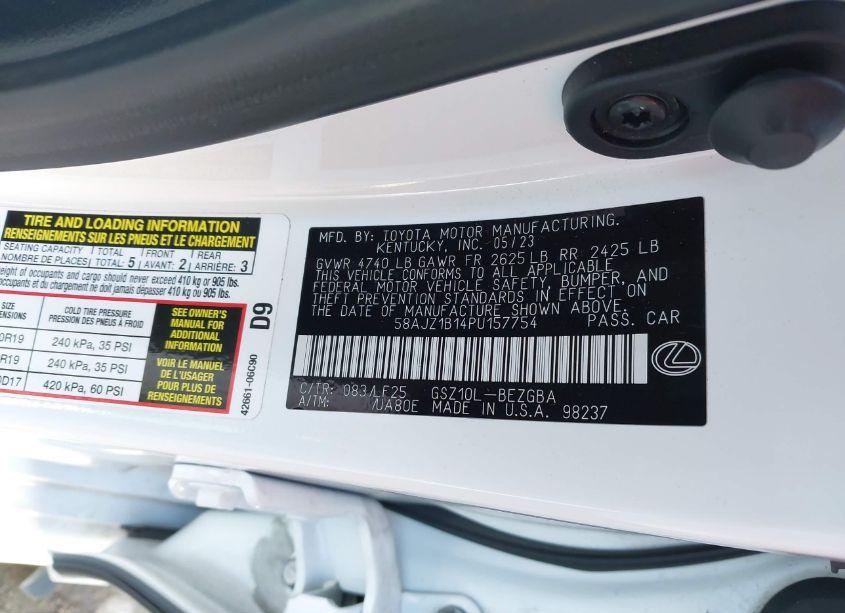 TIRE AND LOADING INFORMATION
RENSEIGNEMENTS SUR LES PNEUS ET LE CHARGEMENT
SEATING CAPACITY TOTAL FRONT REAR
NOMBRE DE PLACES: TOTAL 5 AVANT: 2 ARRIÈRE: 3
eight of occupants and cargo should never exceed 410 kg or 905 lbs.
occupants et du chargement ne doit jamais dépasser 410 kg ou 905 lbs.
SIZE COLD TIRE PRESSURE
ENSIONS PRESSION DES PNEUS À FROID
0R19 240 kPa, 35 PSI
R19 240 kPa, 35 PSI
0D17 420 kPa, 60 PSI
SEE OWNER'S
MANUAL FOR
ADDITIONAL
INFORMATION
VOIR LE MANUEL
DE L'USAGER
POUR PLUS DE
RENSEIGNEMENTS
D9
42661-06C90
MFD. BY: TOYOTA MOTOR MANUFACTURING.
KENTUCKY, INC. 05/23
GVWR 4740 LB GAWR FR 2625 LB RR 2425 LB
THIS VEHICLE CONFORMS TO ALL APPLICABLE
FEDERAL MOTOR VEHICLE SAFETY, BUMPER, AND
THEFT PREVENTION STANDARDS IN EFFECT ON
THE DATE OF MANUFACTURE SHOWN ABOVE.
58AJZ1B14PU157754 PASS. CAR
C/TR: 083/LF25 GSZ10L-BEZGBA
A/TM: /UA80E MADE IN U.S.A. 98237